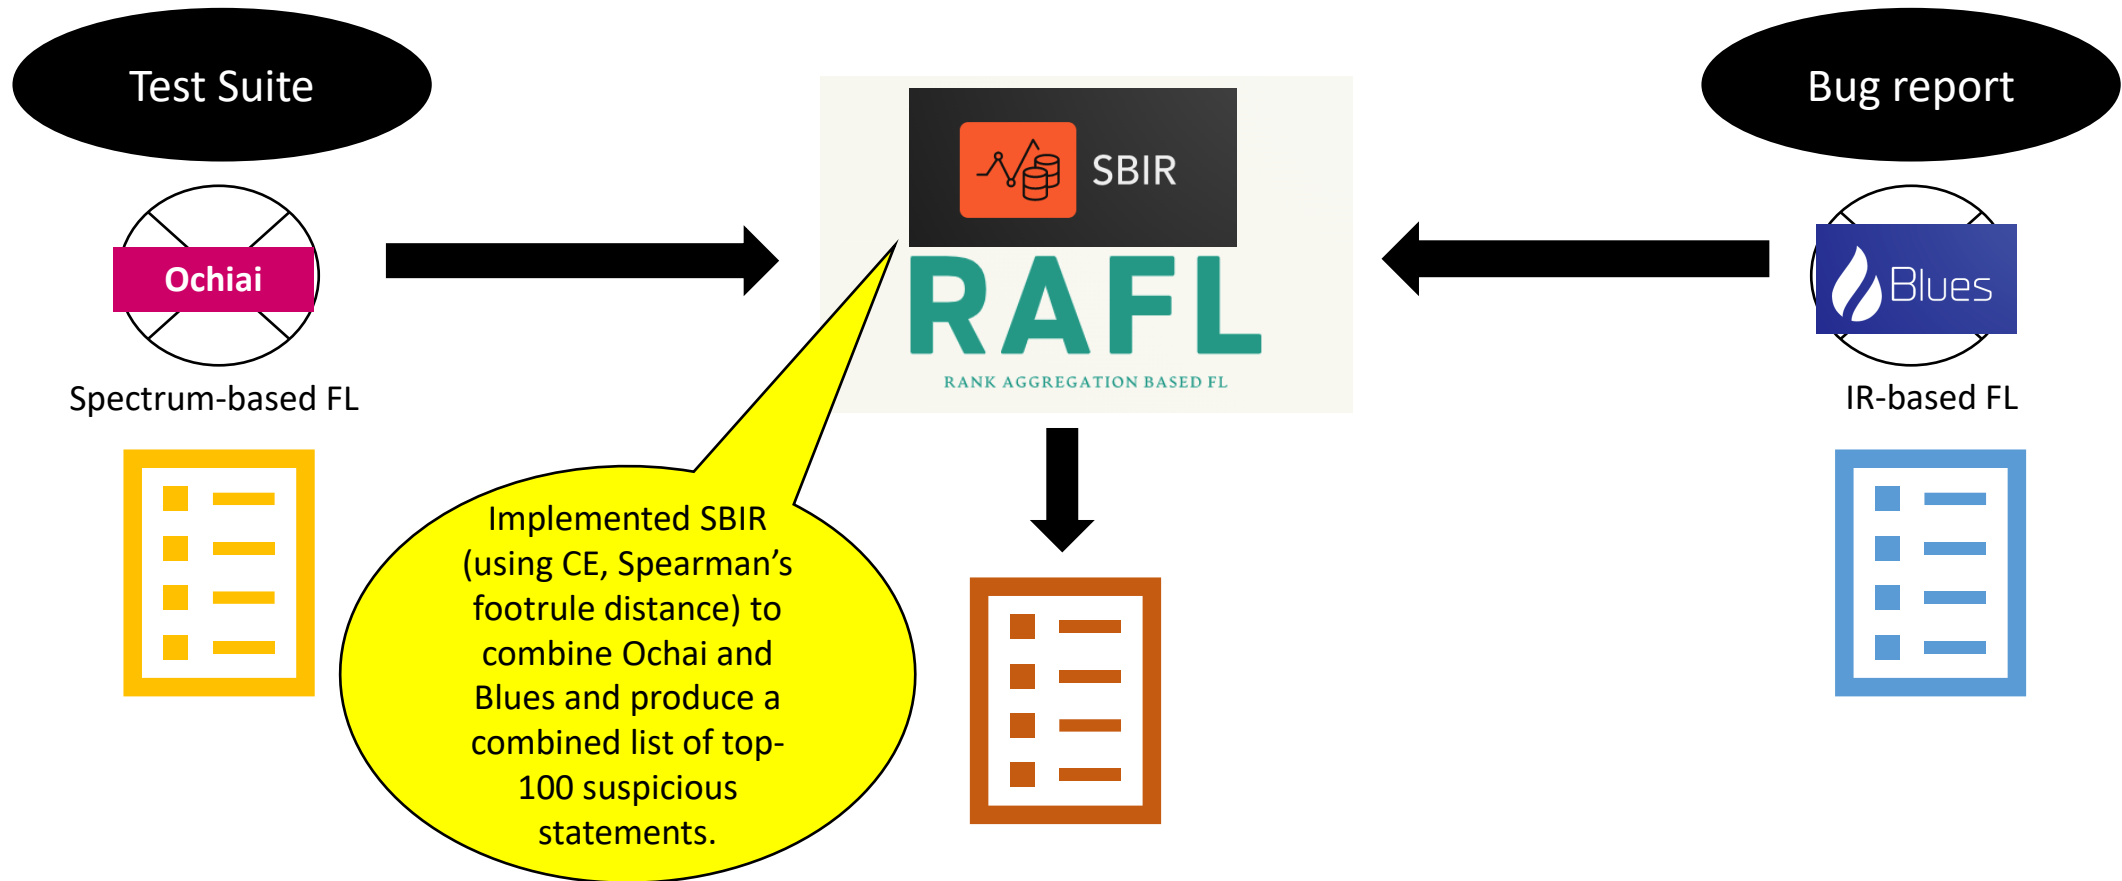 Test Suite
Ochiai
Spectrum-based FL
SBIR
RAFL
RANK AGGREGATION BASED FL
Bug report
Blues
IR-based FL
Implemented SBIR
(using CE, Spearman’s
footrule distance) to
combine Ochai and
Blues and produce a
combined list of top-
100 suspicious
statements.